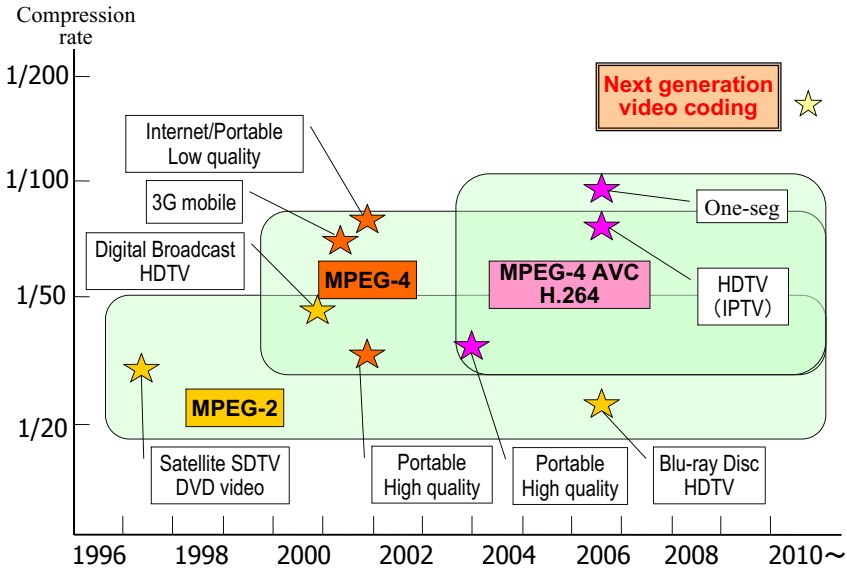 Compression
rate
1/200
Next generation
video coding
Internet/Portable
Low quality
1/100
3G mobile
One-seg
Digital Broadcast
HDTV
MPEG-4
MPEG-4 AVC
H.264
HDTV
（IPTV）
1/50
MPEG-2
1/20
Satellite SDTV
DVD video
Portable
High quality
Portable
High quality
Blu-ray Disc
HDTV
1996 1998 2000 2002 2004 2006 2008 2010～